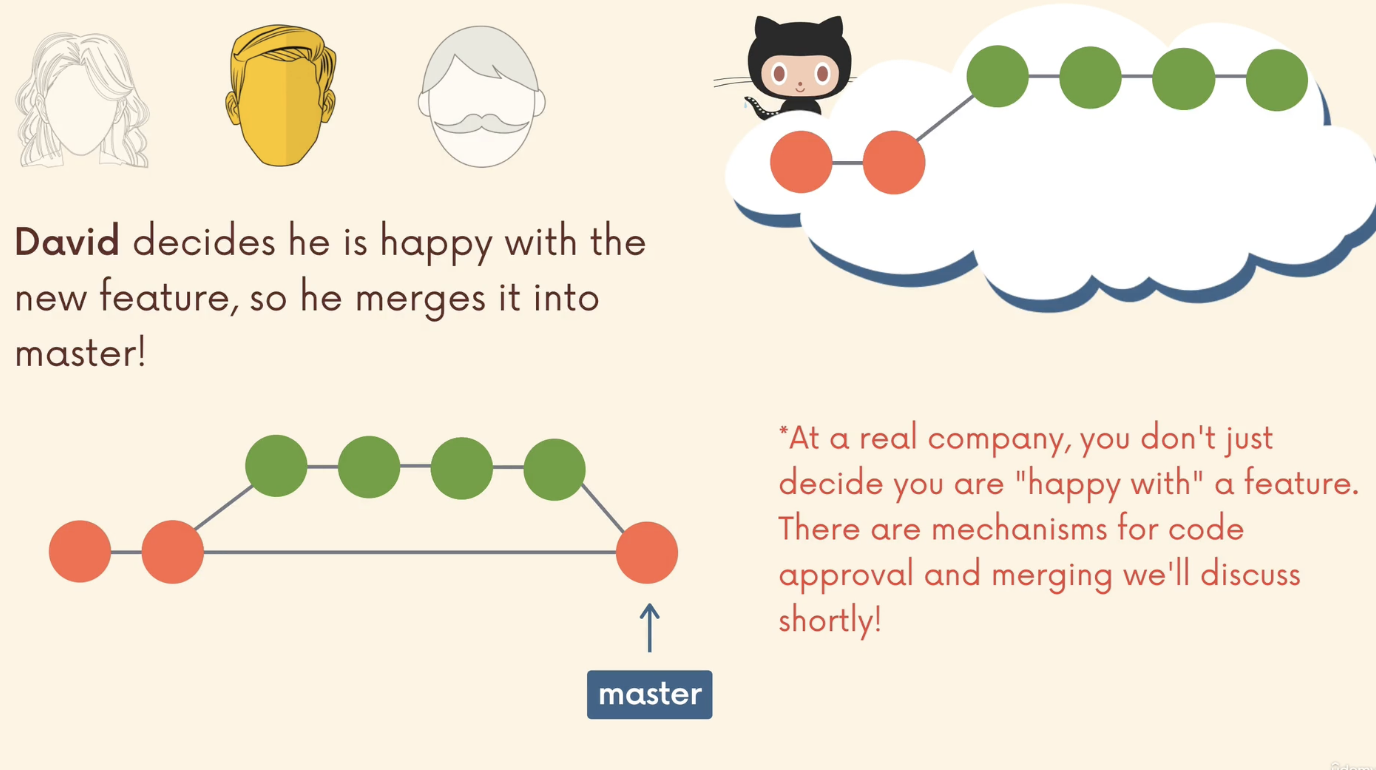 David decides he is happy with the
new feature, so he merges it into
master!
*At a real company, you don't just
decide you are "happy with" a feature.
There are mechanisms for code
approval and merging we'll discuss
shortly!
master